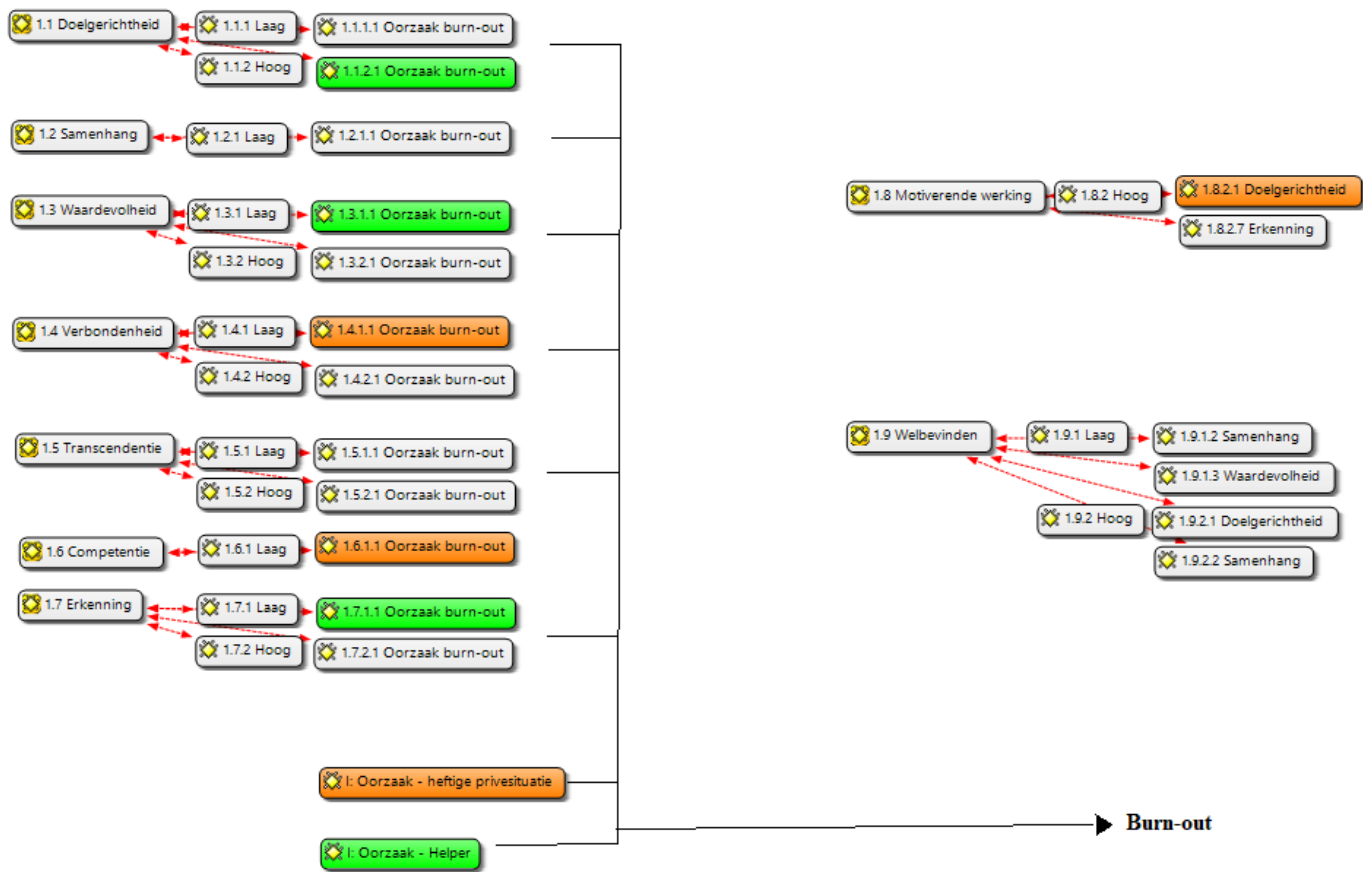 1.1 Doelgerichtheid
1.1.1 Laag
1.1.1.1 Oorzaak burn-out
1.1.2 Hoog
1.1.2.1 Oorzaak burn-out
1.2 Samenhang
1.2.1 Laag
1.2.1.1 Oorzaak burn-out
1.3 Waardevolheid
1.3.1 Laag
1.3.1.1 Oorzaak burn-out
1.3.2 Hoog
1.3.2.1 Oorzaak burn-out
1.4 Verbondenheid
1.4.1 Laag
1.4.1.1 Oorzaak burn-out
1.4.2 Hoog
1.4.2.1 Oorzaak burn-out
1.5 Transcendentie
1.5.1 Laag
1.5.1.1 Oorzaak burn-out
1.5.2 Hoog
1.5.2.1 Oorzaak burn-out
1.6 Competentie
1.6.1 Laag
1.6.1.1 Oorzaak burn-out
1.7 Erkenning
1.7.1 Laag
1.7.1.1 Oorzaak burn-out
1.7.2 Hoog
1.7.2.1 Oorzaak burn-out
I: Oorzaak - heftige privesituatie
I: Oorzaak - Helper
1.8 Motiverende werking
1.8.2 Hoog
1.8.2.1 Doelgerichtheid
1.8.2.7 Erkenning
1.9 Welbevinden
1.9.1 Laag
1.9.1.2 Samenhang
1.9.1.3 Waardevolheid
1.9.2 Hoog
1.9.2.1 Doelgerichtheid
1.9.2.2 Samenhang
Burn-out